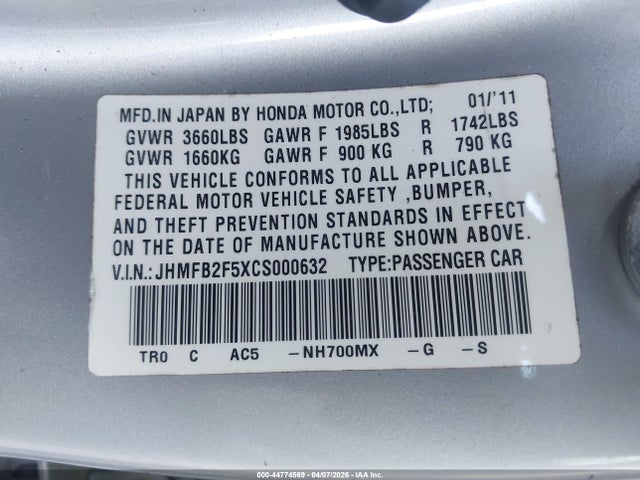 MFD.IN JAPAN BY HONDA MOTOR CO.,LTD; 01/'11
GVWR 3660LBS GAWR F 1985LBS R 1742LBS
GVWR 1660KG GAWR F 900 KG R 790 KG
THIS VEHICLE CONFORMS TO ALL APPLICABLE
FEDERAL MOTOR VEHICLE SAFETY ,BUMPER,
AND THEFT PREVENTION STANDARDS IN EFFECT
ON THE DATE OF MANUFACTURE SHOWN ABOVE.
V.I.N.:JHMFB2F5XCS000632 TYPE:PASSENGER CAR
TR0 C AC5 -NH700MX -G -S
000-44774569 - 04/07/2026 - IAA Inc.